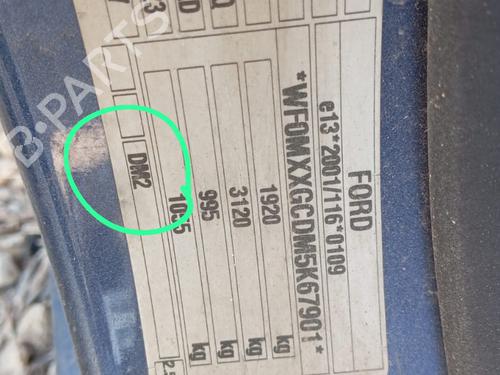 FORD
e13*2001/116*0109
*WF0MXXGCDM5K67901*
1920 kg
3120 kg
995 kg
1035 kg
DM2
B-PARTS